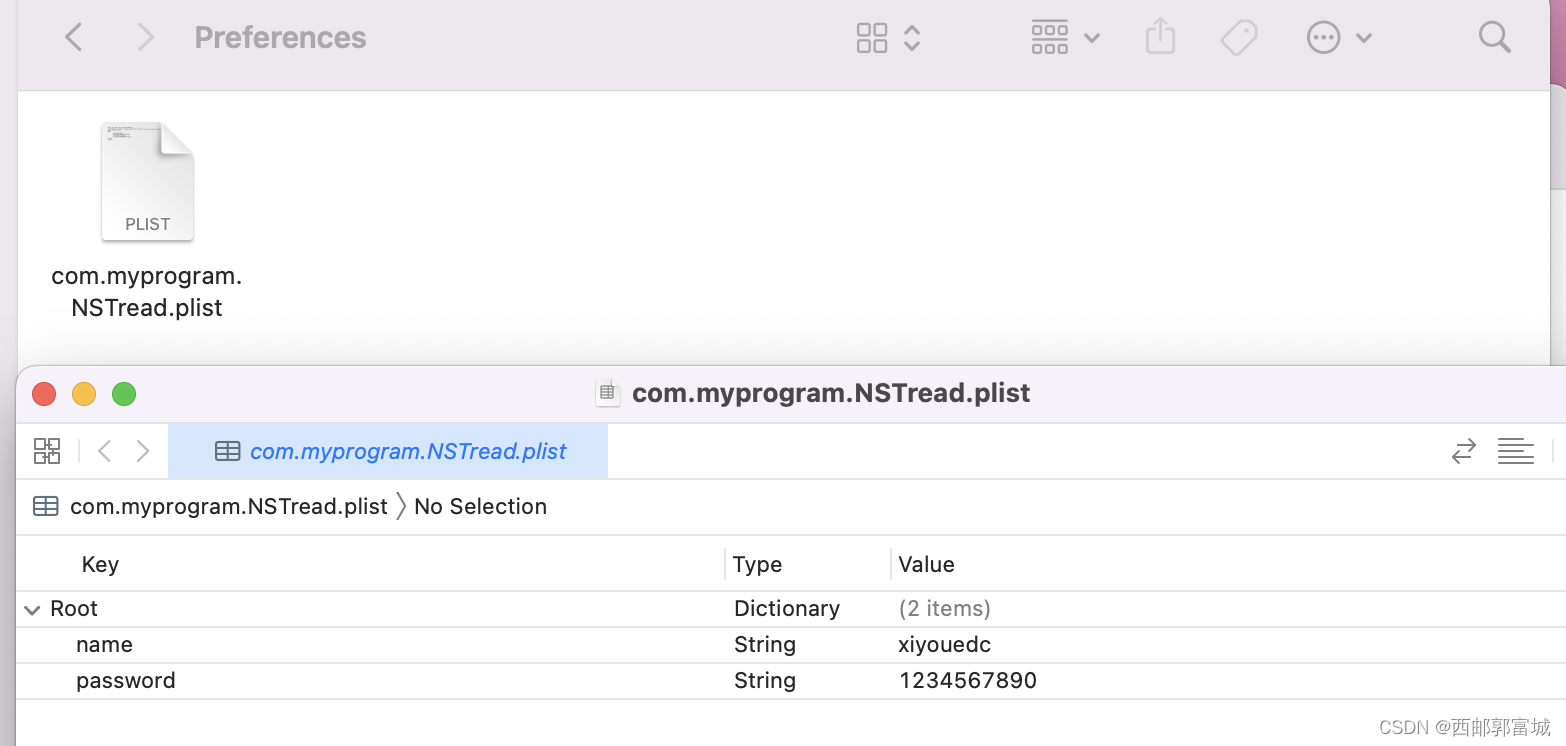 Preferences
PLIST
com.myprogram.
NSTread.plist
com.myprogram.NSTread.plist
com.myprogram.NSTread.plist
com.myprogram.NSTread.plist 〉No Selection
Key Type Value
Root Dictionary (2 items)
name String xiyouedc
password String 1234567890
CSDN @西邮郭富城